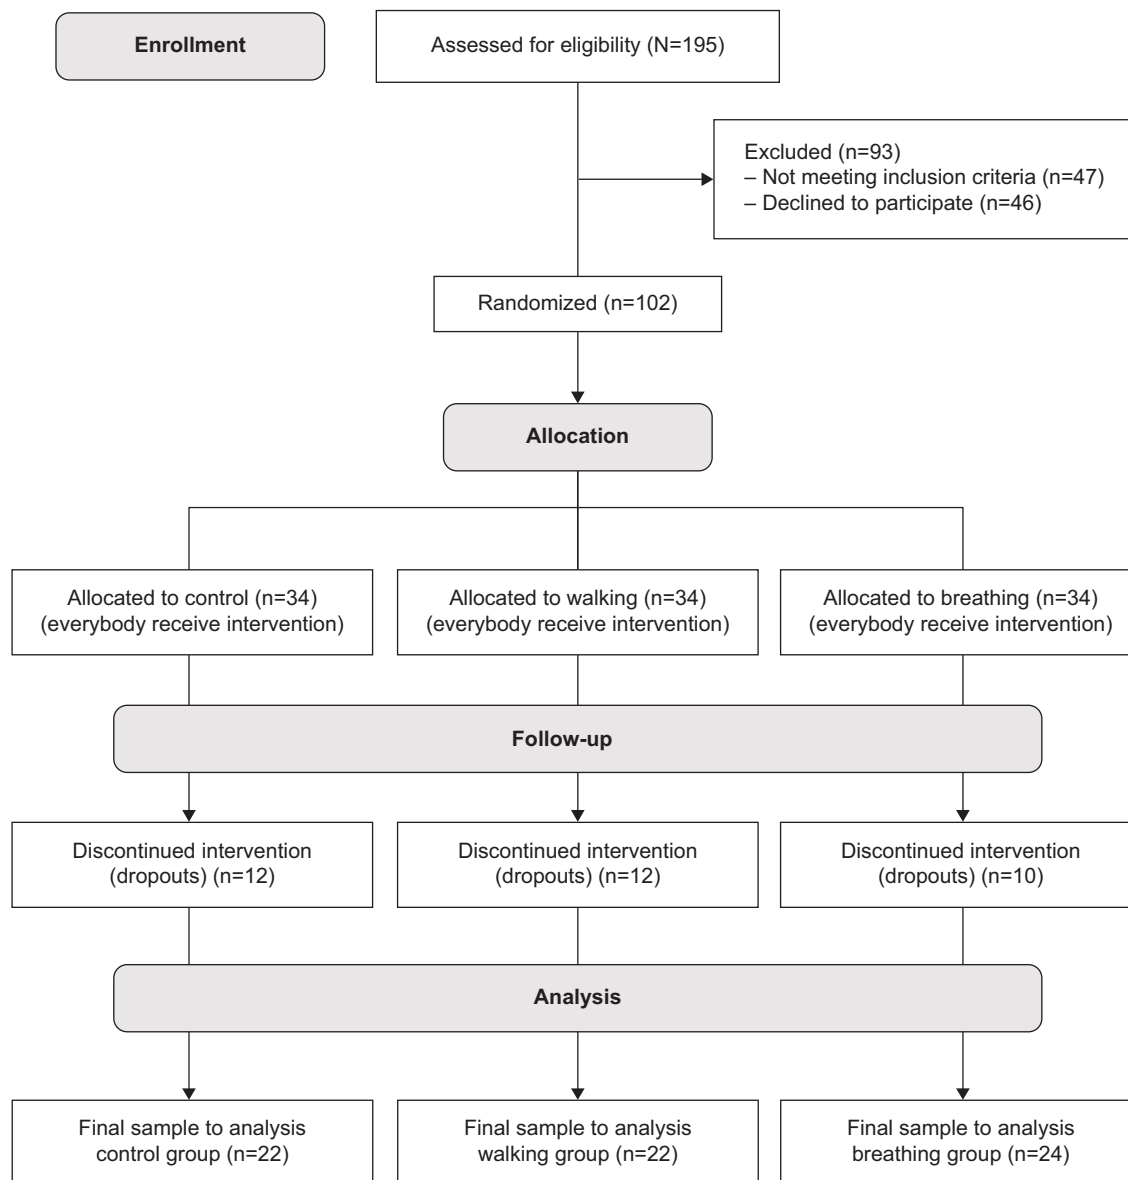 Enrollment
Assessed for eligibility (N=195)
Excluded (n=93)
– Not meeting inclusion criteria (n=47)
– Declined to participate (n=46)
Randomized (n=102)
Allocation
Allocated to control (n=34)
(everybody receive intervention)
Allocated to walking (n=34)
(everybody receive intervention)
Allocated to breathing (n=34)
(everybody receive intervention)
Follow-up
Discontinued intervention
(dropouts) (n=12)
Discontinued intervention
(dropouts) (n=12)
Discontinued intervention
(dropouts) (n=10)
Analysis
Final sample to analysis
control group (n=22)
Final sample to analysis
walking group (n=22)
Final sample to analysis
breathing group (n=24)